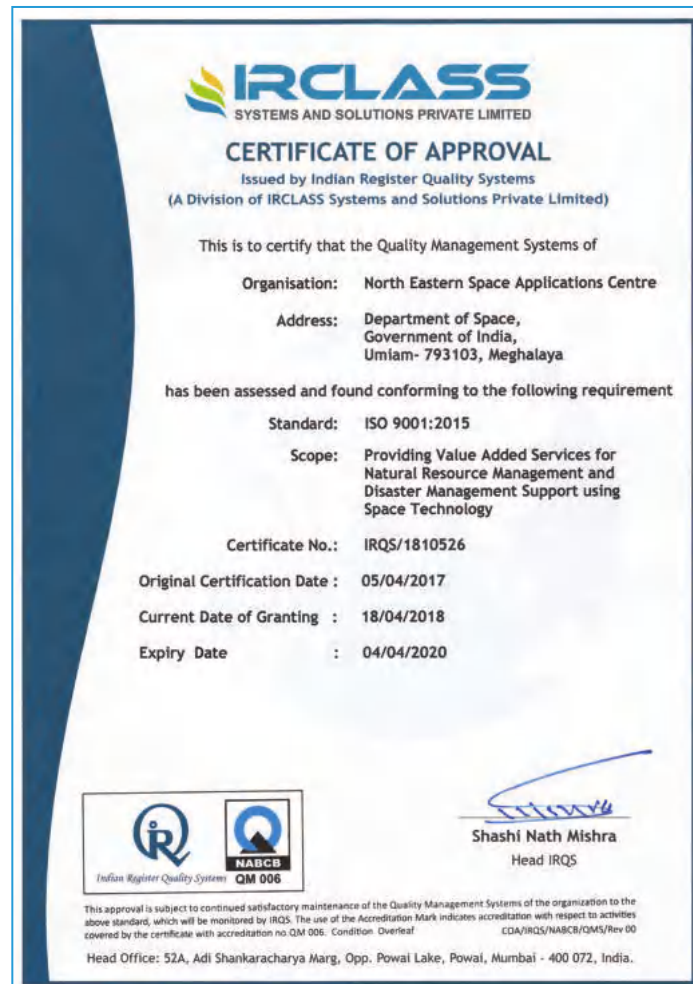 IRCLASS
SYSTEMS AND SOLUTIONS PRIVATE LIMITED
CERTIFICATE OF APPROVAL
Issued by Indian Register Quality Systems
(A Division of IRCLASS Systems and Solutions Private Limited)
This is to certify that the Quality Management Systems of
Organisation: North Eastern Space Applications Centre
Address: Department of Space,
Government of India,
Umiam- 793103, Meghalaya
has been assessed and found conforming to the following requirement
Standard: ISO 9001:2015
Scope: Providing Value Added Services for
Natural Resource Management and
Disaster Management Support using
Space Technology
Certificate No.: IRQS/1810526
Original Certification Date : 05/04/2017
Current Date of Granting : 18/04/2018
Expiry Date : 04/04/2020
Shashi Nath Mishra
Head IRQS
IRQ
Indian Register Quality Systems
NABCB
QM 006
This approval is subject to continued satisfactory maintenance of the Quality Management Systems of the organization to the
above standard, which will be monitored by IRQS. The use of the Accreditation Mark indicates accreditation with respect to activities
covered by the certificate with accreditation no QM 006. Condition Overleaf COA/IRQS/NABCB/QMS/Rev 00
Head Office: 52A, Adi Shankaracharya Marg, Opp. Powai Lake, Powai, Mumbai - 400 072, India.